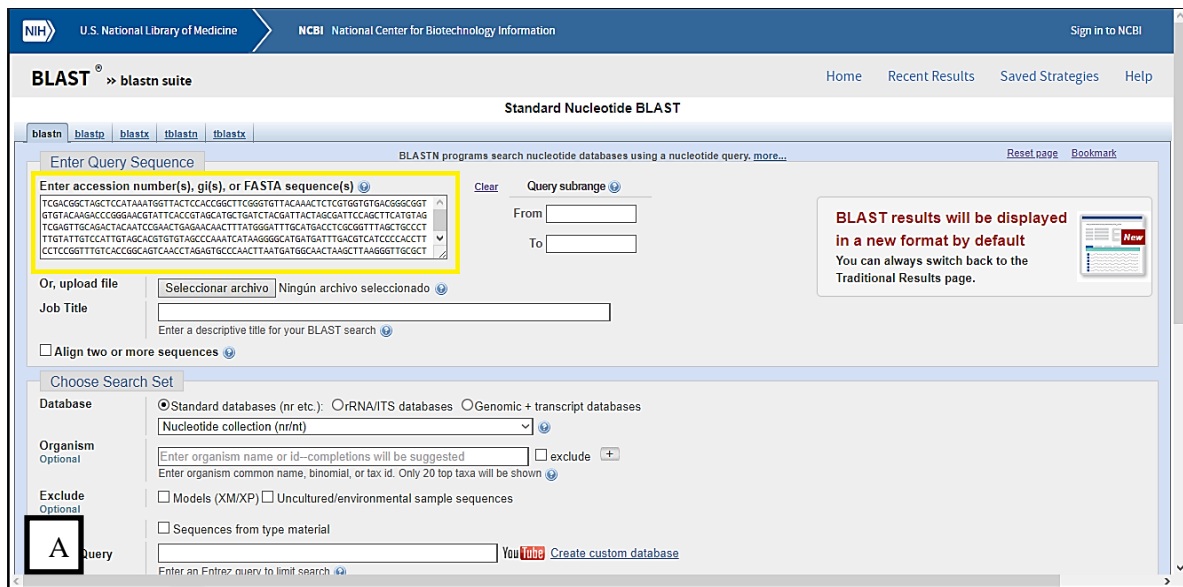 NIH U.S. National Library of Medicine NCBI National Center for Biotechnology Information Sign in to NCBI
BLAST ® » blastn suite Home Recent Results Saved Strategies Help
Standard Nucleotide BLAST
blastn blastp blastx tblastn tblastx
BLASTN programs search nucleotide databases using a nucleotide query. more... Reset page Bookmark
Enter Query Sequence
Enter accession number(s), gi(s), or FASTA sequence(s) Clear Query subrange
TCGACGGCTAGCTCCATAAATGGTTACTCCACCGGCTTCGGGTGTTACAAACTCTCGTGGTGTGACGGGCGGT
GTGTACAAGACCCGGGAACGTATTCACCGTAGCATGCTGATCTACGATTACTAGCGATTCCAGCTTCATGTAG
TCGAGTTGCAGACTACAATCCGAACTGAGAACAACTTTATGGGATTTGCATGACCTCGCGGTTTAGCTGCCCT
TTGTATTGTCCATTGTAGCACGTGTGTAGCCCAAATCATAAGGGGCATGATGATTTGACGTCATCCCCACCTT
CCTCCGGTTTGTCACCGGCAGTCAACCTAGAGTGCCCAACTTAATGATGGCAACTAAGCTTAAGGGTTGCGCT
From
To
BLAST results will be displayed
in a new format by default
You can always switch back to the
Traditional Results page.
New
Or, upload file Seleccionar archivo Ningún archivo seleccionado
Job Title
Enter a descriptive title for your BLAST search
Align two or more sequences
Choose Search Set
Database Standard databases (nr etc.): rRNA/ITS databases Genomic + transcript databases
Nucleotide collection (nr/nt)
Organism
Optional
Enter organism name or id--completions will be suggested exclude +
Enter organism common name, binomial, or tax id. Only 20 top taxa will be shown
Exclude
Optional
Models (XM/XP) Uncultured/environmental sample sequences
Sequences from type material
A Query YouTube Create custom database
Enter an Entrez query to limit search